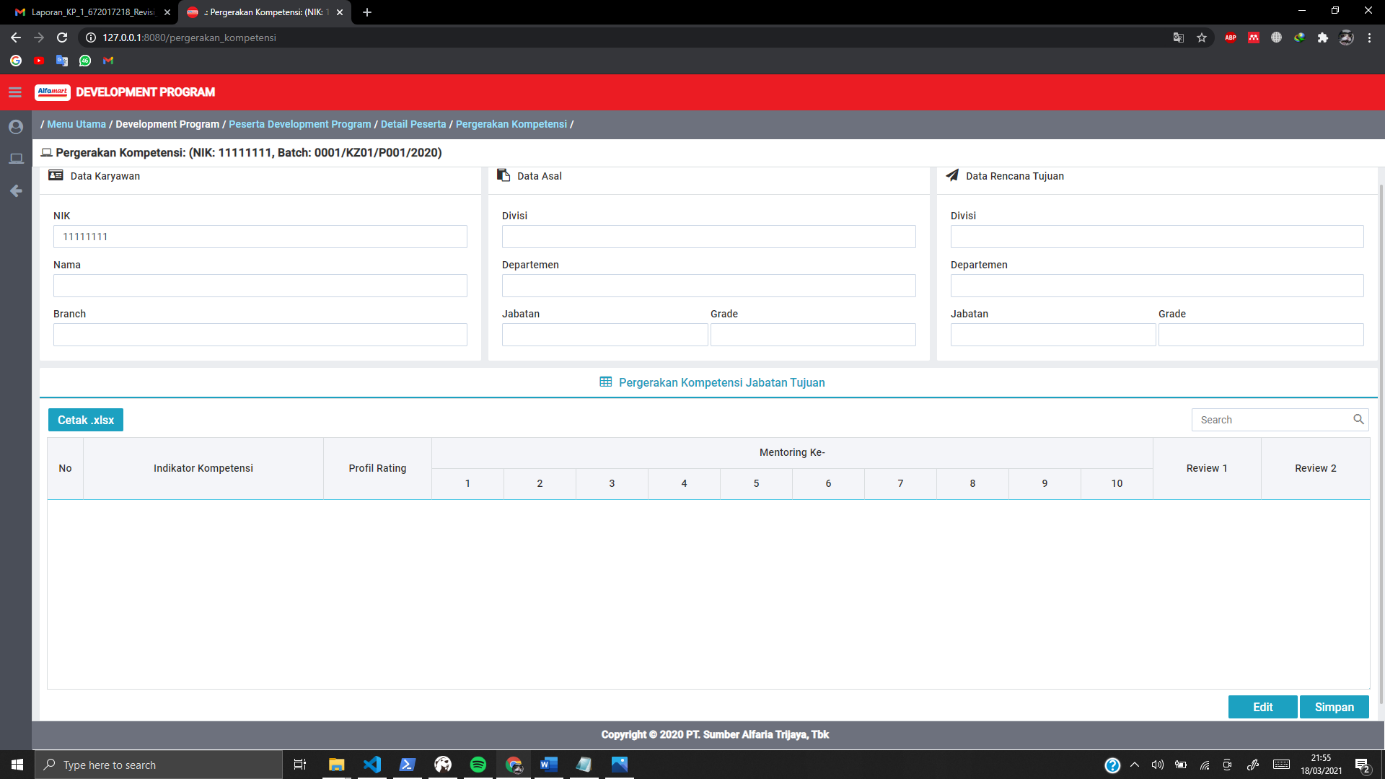 Laporan_KP_1_672017218_Revisi
.: Pergerakan Kompetensi: (NIK: 1
127.0.0.1:8080/pergerakan_kompetensi
ABP
Alfamart DEVELOPMENT PROGRAM
/ Menu Utama / Development Program / Peserta Development Program / Detail Peserta / Pergerakan Kompetensi /
Pergerakan Kompetensi: (NIK: 11111111, Batch: 0001/KZ01/P001/2020)
Data Karyawan
NIK
11111111
Nama
Branch
Data Asal
Divisi
Departemen
Jabatan Grade
Data Rencana Tujuan
Divisi
Departemen
Jabatan Grade
Pergerakan Kompetensi Jabatan Tujuan
Cetak .xlsx
Search
No Indikator Kompetensi Profil Rating Mentoring Ke- Review 1 Review 2
1 2 3 4 5 6 7 8 9 10
Edit Simpan
Copyright © 2020 PT. Sumber Alfaria Trijaya, Tbk
Type here to search
21:55
18/03/2021
2